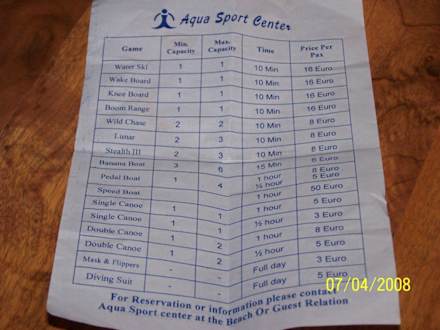 Aqua Sport Center
Game Min. Capacity Max. Capacity Time Price Per Pax
Water Ski 1 1 10 Min 16 Euro
Wake Board 1 1 10 Min 16 Euro
Knee Board 1 1 10 Min 16 Euro
Boom Range 1 1 10 Min 16 Euro
Wild Chase 2 2 10 Min 8 Euro
Lunar 2 3 10 Min 8 Euro
Stealth III 2 3 10 Min 8 Euro
Banana Boat 3 6 15 Min Euro
Pedal Boat 1 4 1 hour 5 Euro
Speed Boat hour 50 Euro
Single Canoe 1 1 1 hour 5 Euro
Single Canoe 1 1 ½ hour 3 Euro
Double Canoe 1 2 1 hour 8 Euro
Double Canoe 1 2 ½ hour 5 Euro
Mask & Flippers - - Full day 3 Euro
Diving Suit - - Full day 5 Euro
For Reservation or information please contact
Aqua Sport center at the Beach Or Guest Relation
07/04/2008